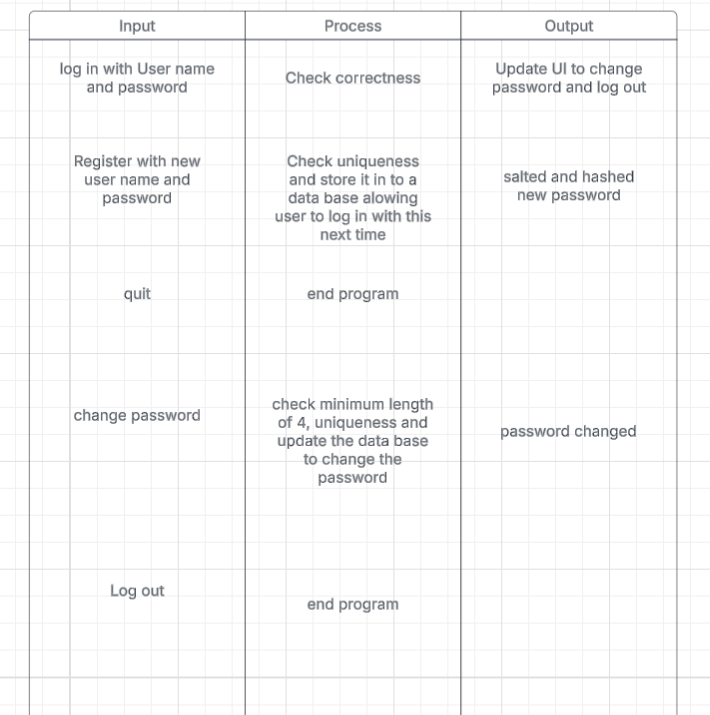 Input
Process
Output
log in with User name
and password
Check correctness
Update UI to change
password and log out
Register with new
user name and
password
Check uniqueness
and store it in to a
data base alowing
user to log in with this
next time
salted and hashed
new password
quit
end program
change password
check minimum length
of 4, uniqueness and
update the data base
to change the
password
password changed
Log out
end program